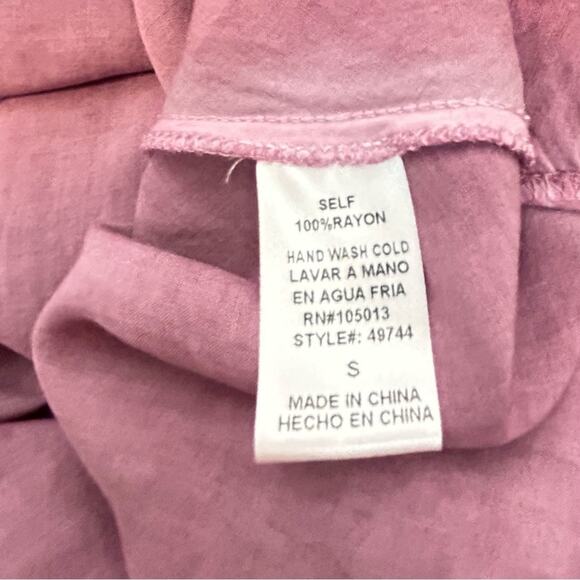 SELF
100%RAYON
HAND WASH COLD
LAVAR A MANO
EN AGUA FRIA
RN#105013
STYLE#: 49744
S
MADE IN CHINA
HECHO EN CHINA